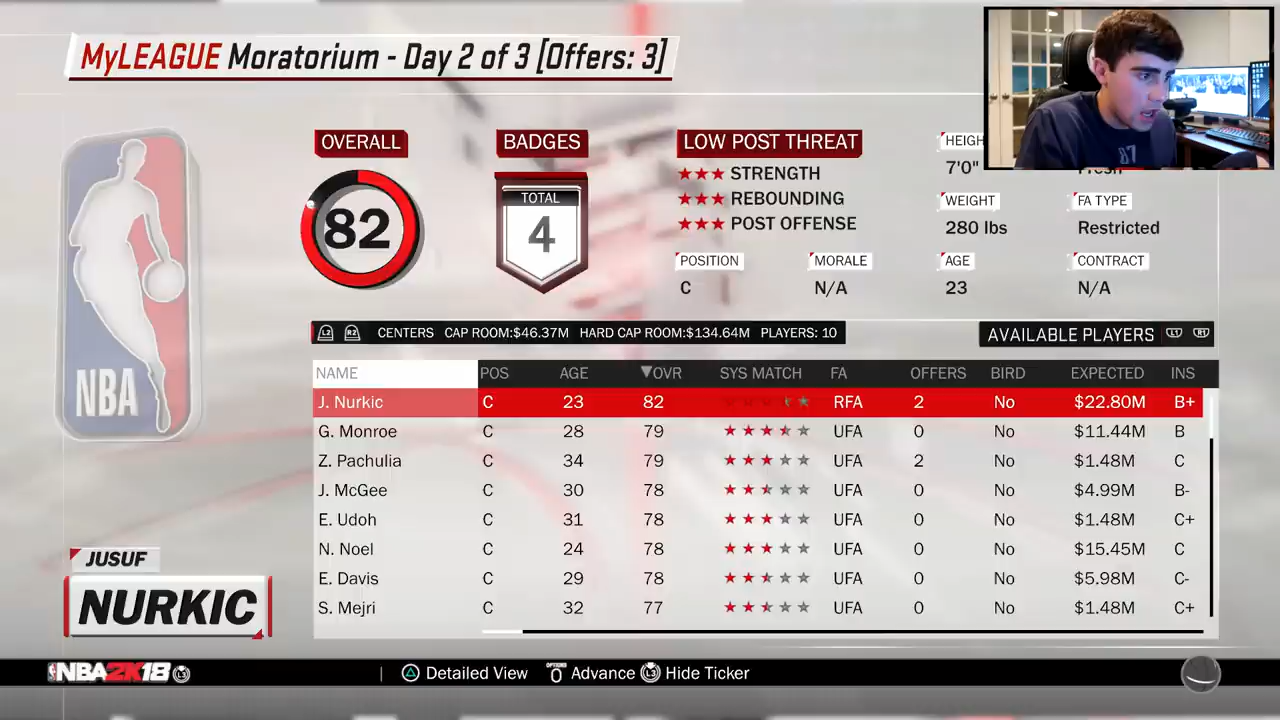 MyLEAGUE Moratorium - Day 2 of 3 [Offers: 3]
OVERALL
82
BADGES
TOTAL
4
LOW POST THREAT
STRENGTH
REBOUNDING
POST OFFENSE
POSITION
C
MORALE
N/A
7'0"
WEIGHT
280 lbs
FA TYPE
Restricted
AGE
23
CONTRACT
N/A
NBA
L2 R2 CENTERS CAP ROOM:$46.37M HARD CAP ROOM:$134.64M PLAYERS: 10
AVAILABLE PLAYERS L1 R1
NAME POS AGE OVR SYS MATCH FA OFFERS BIRD EXPECTED INS
J. Nurkic C 23 82 RFA 2 No $22.80M B+
G. Monroe C 28 79 UFA 0 No $11.44M B
Z. Pachulia C 34 79 UFA 2 No $1.48M C
J. McGee C 30 78 UFA 0 No $4.99M B-
E. Udoh C 31 78 UFA 0 No $1.48M C+
N. Noel C 24 78 UFA 0 No $15.45M C
E. Davis C 29 78 UFA 0 No $5.98M C-
S. Mejri C 32 77 UFA 0 No $1.48M C+
JUSUF
NURKIC
NBA2K18 Detailed View OPTIONS Advance L3 Hide Ticker